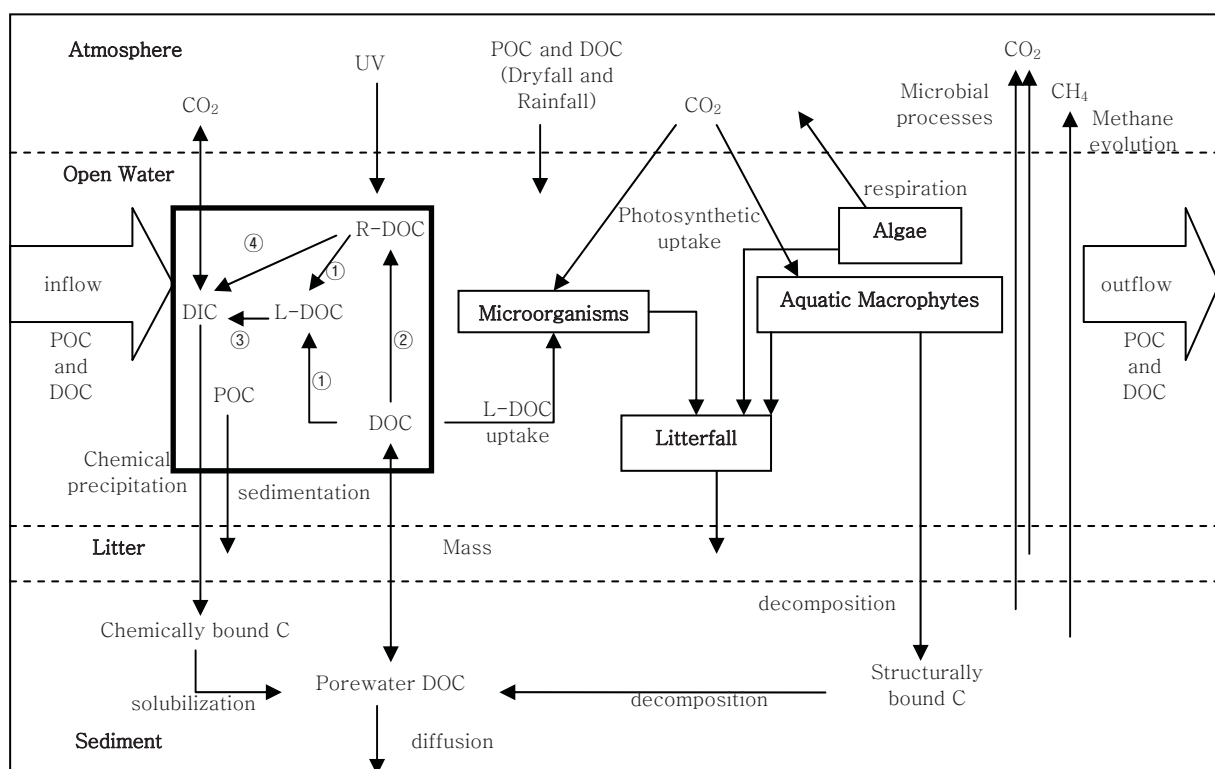 Atmosphere
UV
POC and DOC
(Dryfall and
Rainfall)
CO₂
CO₂
CO₂
CH₄
Microbial
processes
Methane
evolution
Open Water
respiration
Photosynthetic
uptake
Algae
④
R-DOC
①
inflow
DIC
L-DOC
③
②
Microorganisms
Aquatic Macrophytes
outflow
POC
and
DOC
POC
and
DOC
POC
①
DOC
L-DOC
uptake
Litterfall
Chemical
precipitation
sedimentation
Litter
Mass
decomposition
Chemically bound C
solubilization
Porewater DOC
decomposition
Structurally
bound C
Sediment
diffusion